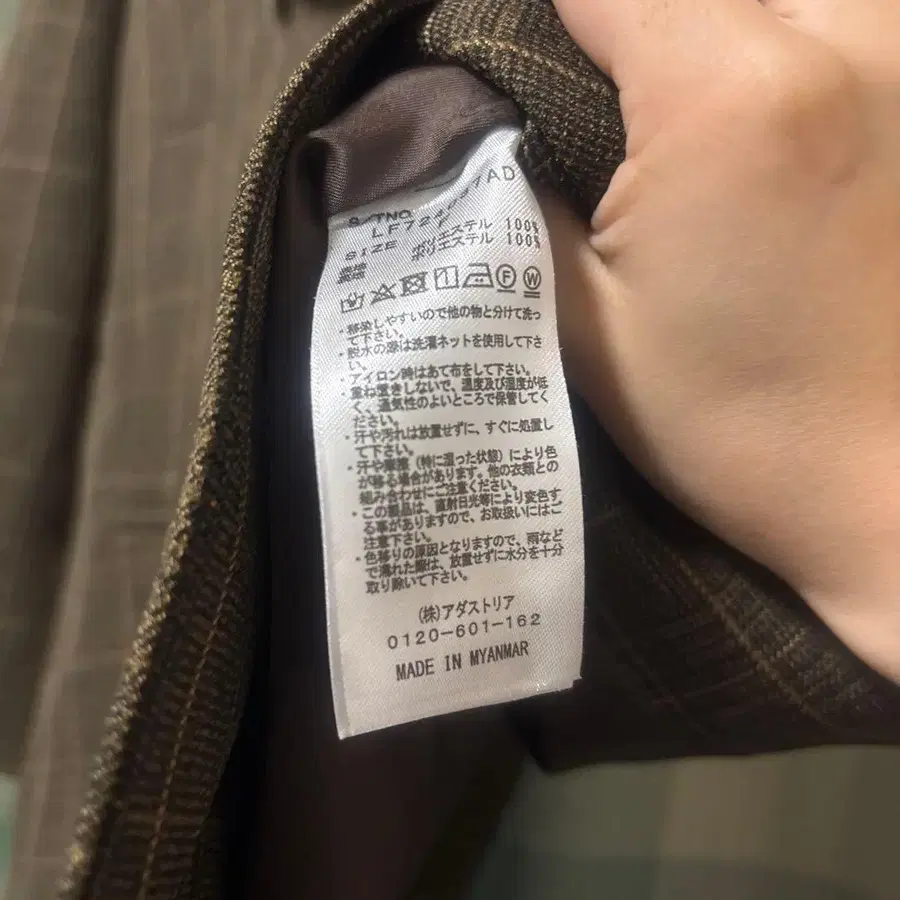 S/TNO
SIZE F
表地 ポリエステル 100%
裏地 ポリエステル 100%
Ⓕ Ⓦ
・移染しやすいので他の物と分けて洗っ
て下さい。
・脱水の際は洗濯ネットを使用して下さ
い。
・アイロン時はあて布をして下さい。
・重ね置きしないで、温度及び湿度が低
く、通気性のよいところで保管してく
ださい。
・汗や汚れは放置せずに、すぐに処置し
て下さい。
・汗や摩擦（特に湿った状態）により色
が移る場合があります。他の衣類との
組み合わせにご注意ください。
・この部品は、直射日光等により変色す
る事がありますので、お取扱いにはご
注意下さい。
・色移りの原因となりますので、雨など
で濡れた際は、放置せずに水分を十分
取り除いて下さい。
(株)アダストリア
0120-601-162
MADE IN MYANMAR